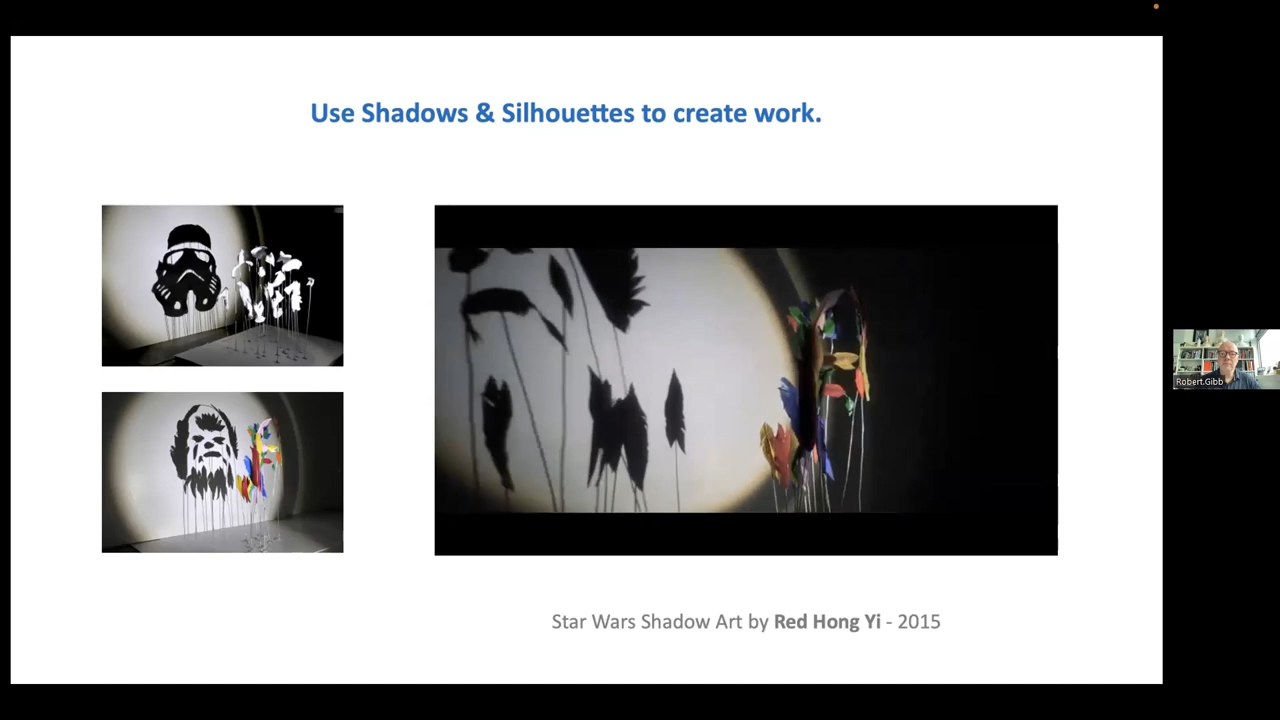 Use Shadows & Silhouettes to create work.
Robert.Gibb
Star Wars Shadow Art by Red Hong Yi - 2015